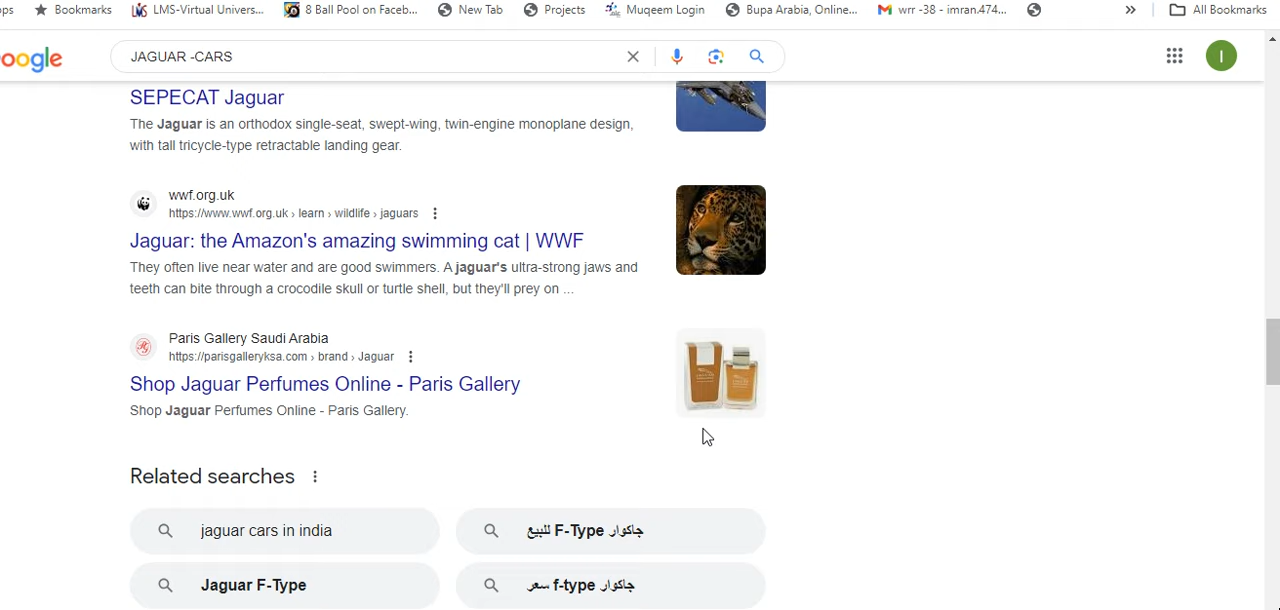 ps Bookmarks LMS-Virtual Univers... 8 Ball Pool on Faceb... New Tab Projects Muqeem Login Bupa Arabia, Online... wrr -38 - imran.474... » All Bookmarks
oogle JAGUAR -CARS I
SEPECAT Jaguar
The Jaguar is an orthodox single-seat, swept-wing, twin-engine monoplane design,
with tall tricycle-type retractable landing gear.
wwf.org.uk
https://www.wwf.org.uk › learn › wildlife › jaguars
Jaguar: the Amazon's amazing swimming cat | WWF
They often live near water and are good swimmers. A jaguar's ultra-strong jaws and
teeth can bite through a crocodile skull or turtle shell, but they'll prey on ...
Paris Gallery Saudi Arabia
https://parisgalleryksa.com › brand › Jaguar
Shop Jaguar Perfumes Online - Paris Gallery
Shop Jaguar Perfumes Online - Paris Gallery.
Related searches
jaguar cars in india
جاكوار F-Type للبيع
Jaguar F-Type
جاكوار f-type سعر